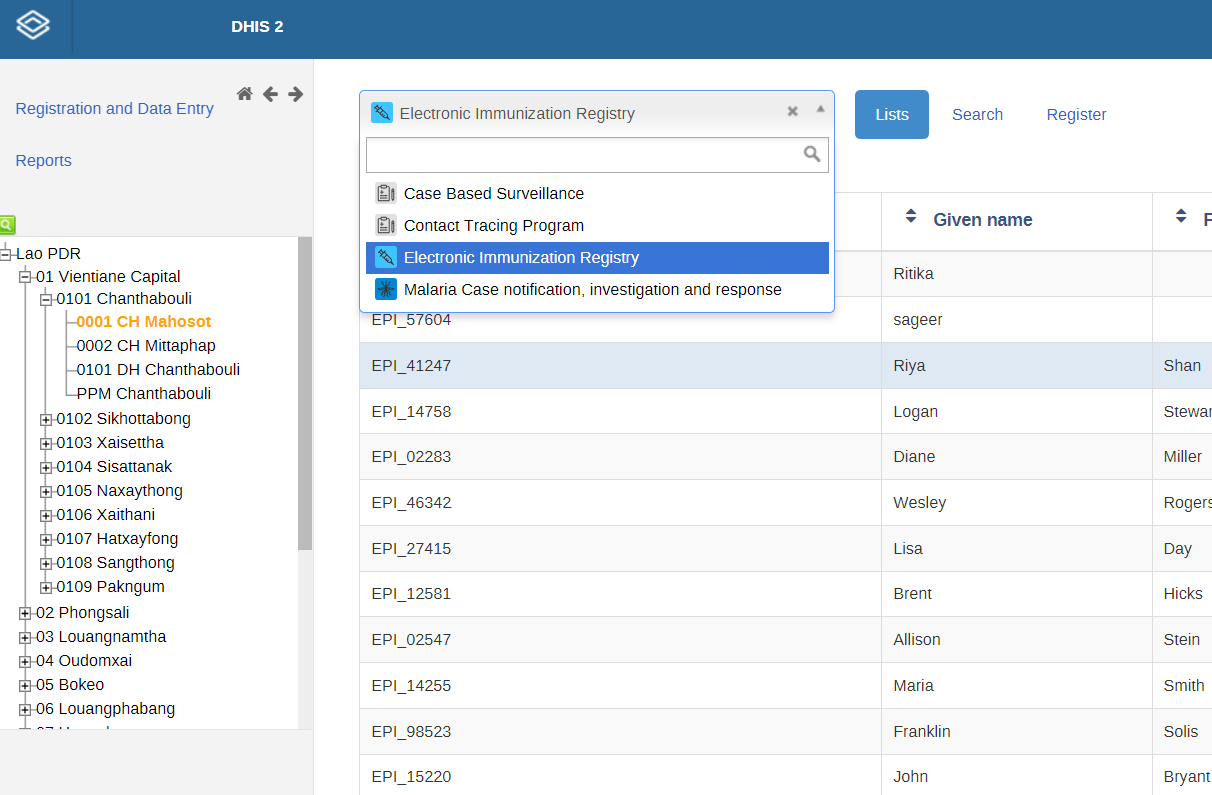 DHIS 2
Registration and Data Entry
Reports
Lao PDR
01 Vientiane Capital
0101 Chanthabouli
0001 CH Mahosot
0002 CH Mittaphap
0101 DH Chanthabouli
PPM Chanthabouli
0102 Sikhottabong
0103 Xaisettha
0104 Sisattanak
0105 Naxaythong
0106 Xaithani
0107 Hatxayfong
0108 Sangthong
0109 Pakngum
02 Phongsali
03 Louangnamtha
04 Oudomxai
05 Bokeo
06 Louangphabang
Electronic Immunization Registry
Lists Search Register
Case Based Surveillance
Contact Tracing Program
Electronic Immunization Registry
Malaria Case notification, investigation and response
Given name F
Ritika
EPI_57604 sageer
EPI_41247 Riya Shan
EPI_14758 Logan Stewar
EPI_02283 Diane Miller
EPI_46342 Wesley Rogers
EPI_27415 Lisa Day
EPI_12581 Brent Hicks
EPI_02547 Allison Stein
EPI_14255 Maria Smith
EPI_98523 Franklin Solis
EPI_15220 John Bryant